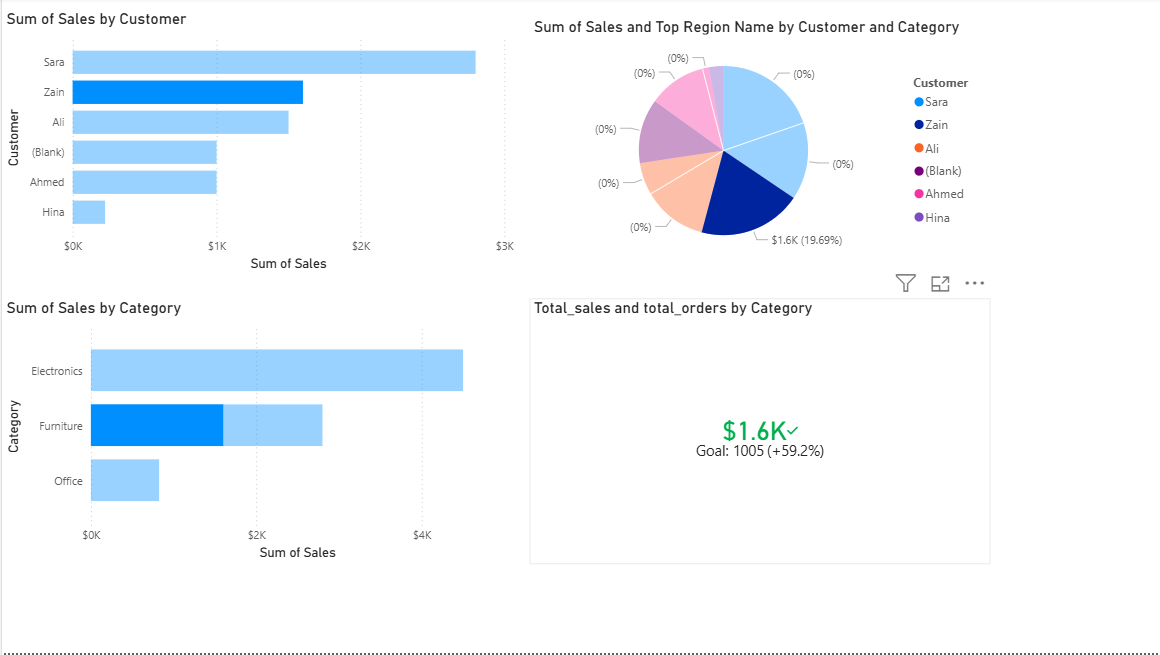 Sum of Sales by Customer
Customer
Sara
Zain
Ali
(Blank)
Ahmed
Hina
$0K
$1K
$2K
$3K
Sum of Sales
Sum of Sales and Top Region Name by Customer and Category
(0%)
(0%)
(0%)
(0%)
(0%)
(0%)
(0%)
$1.6K (19.69%)
Customer
Sara
Zain
Ali
(Blank)
Ahmed
Hina
Sum of Sales by Category
Category
Electronics
Furniture
Office
$0K
$2K
$4K
Sum of Sales
Total_sales and total_orders by Category
$1.6K
Goal: 1005 (+59.2%)